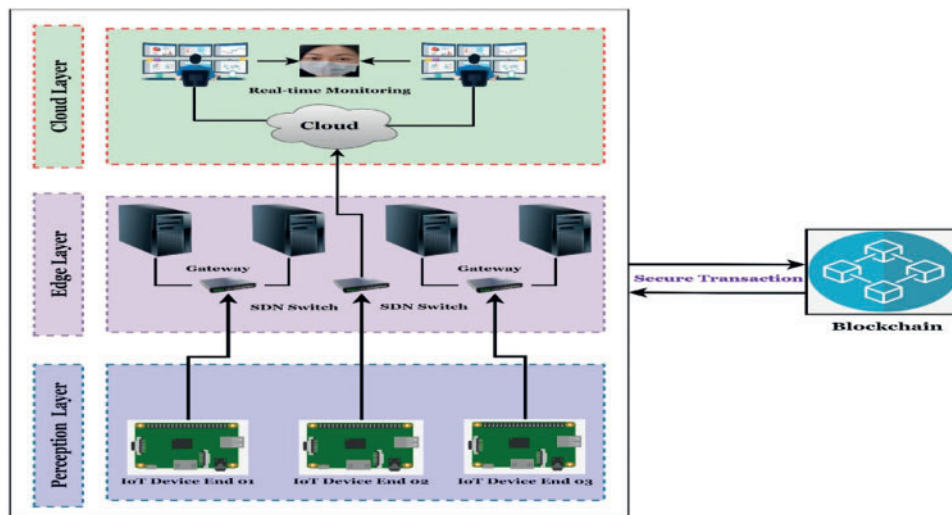 Cloud Layer
Real-time Monitoring
Cloud
Edge Layer
Gateway
Gateway
SDN Switch
SDN Switch
Secure Transaction
Blockchain
Perception Layer
IoT Device End 01
IoT Device End 02
IoT Device End 03